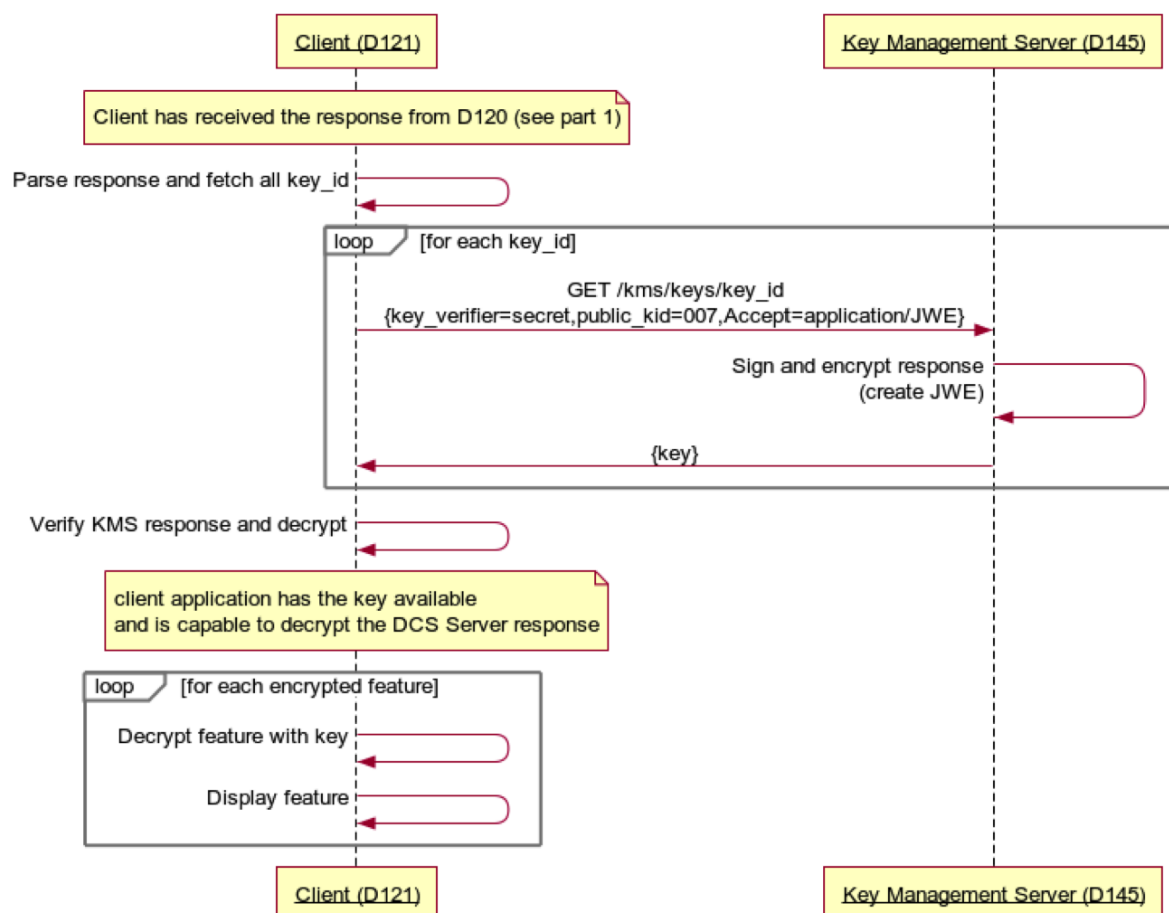 Client (D121)
Key Management Server (D145)
Client has received the response from D120 (see part 1)
Parse response and fetch all key_id
loop
[for each key_id]
GET /kms/keys/key_id
{key_verifier=secret,public_kid=007,Accept=application/JWE}
Sign and encrypt response
(create JWE)
{key}
Verify KMS response and decrypt
client application has the key available
and is capable to decrypt the DCS Server response
loop
[for each encrypted feature]
Decrypt feature with key
Display feature
Client (D121)
Key Management Server (D145)